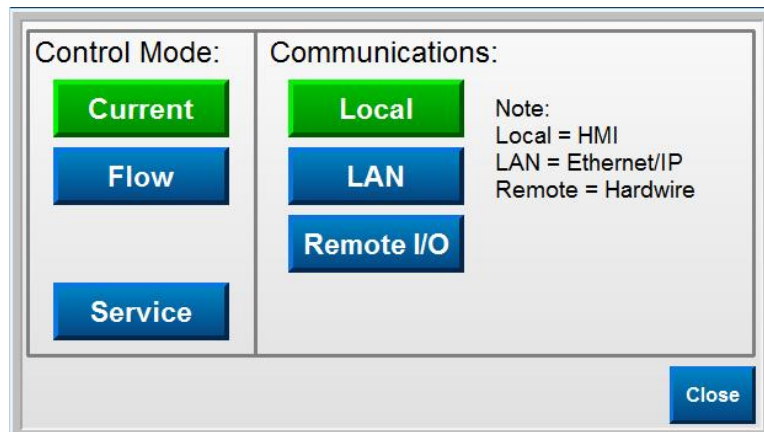 Control Mode:
Current
Flow
Service
Communications:
Local
LAN
Remote I/O
Note:
Local = HMI
LAN = Ethernet/IP
Remote = Hardwire
Close